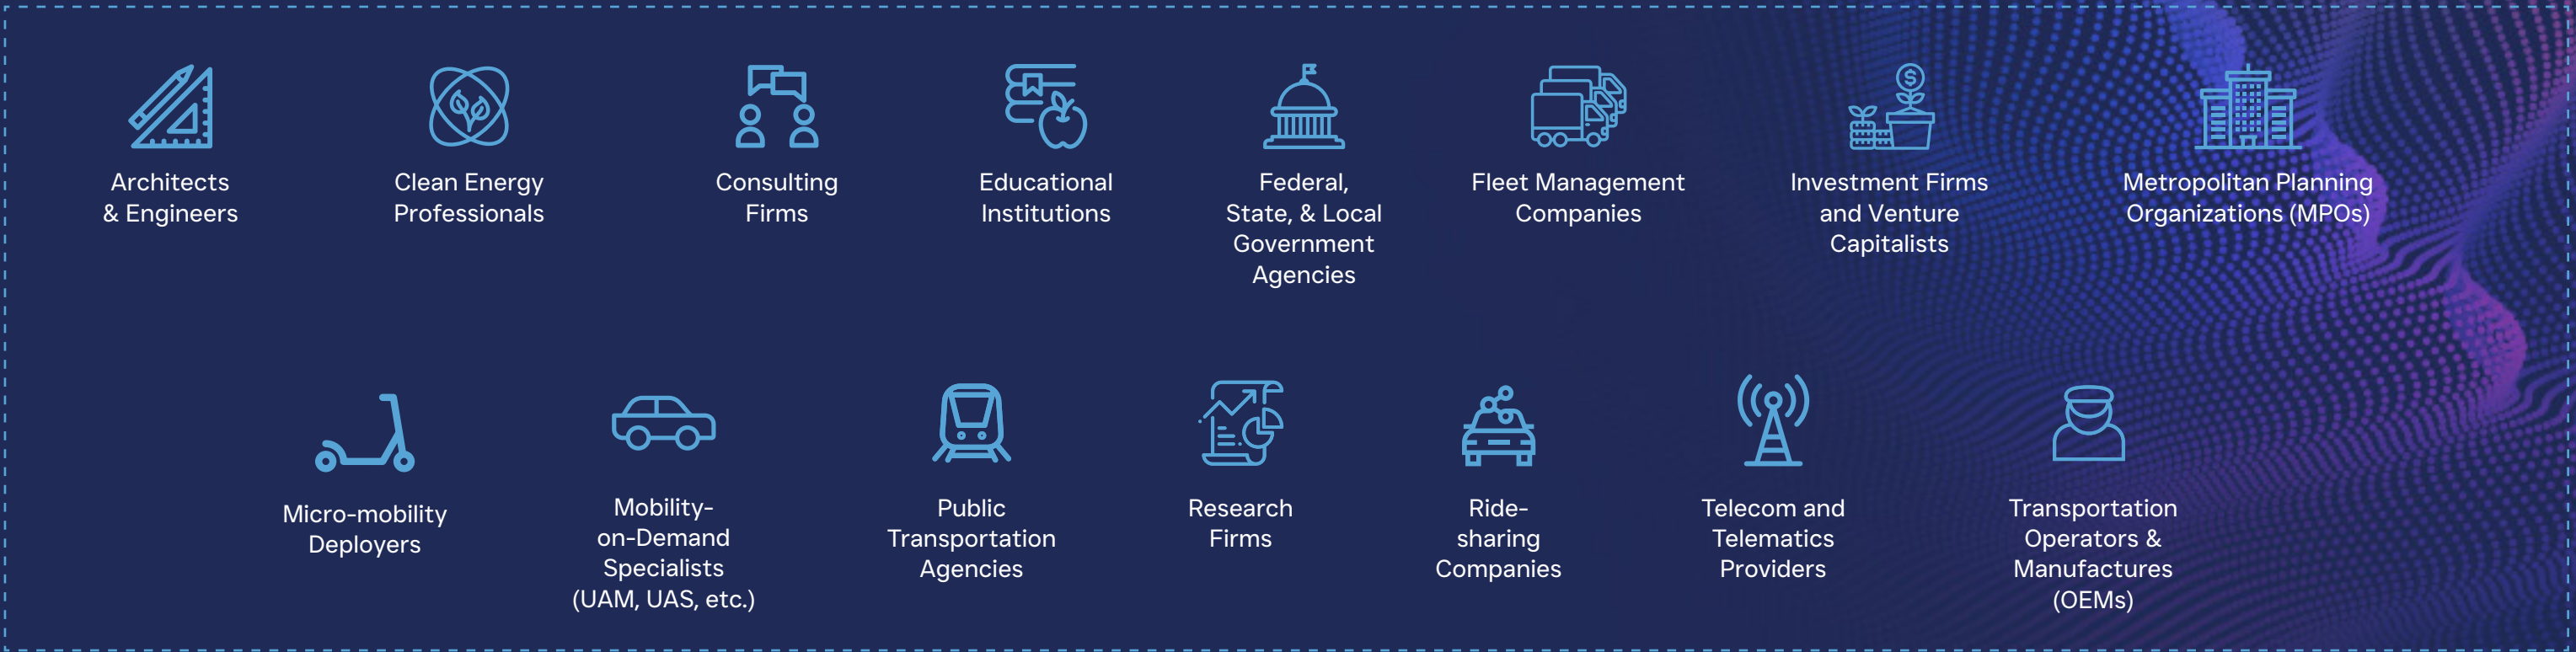 Architects
& Engineers
Clean Energy
Professionals
Consulting
Firms
Educational
Institutions
Federal,
State, & Local
Government
Agencies
Fleet Management
Companies
Investment Firms
and Venture
Capitalists
Metropolitan Planning
Organizations (MPOs)
Micro-mobility
Deployers
Mobility-
on-Demand
Specialists
(UAM, UAS, etc.)
Public
Transportation
Agencies
Research
Firms
Ride-
sharing
Companies
Telecom and
Telematics
Providers
Transportation
Operators &
Manufactures
(OEMs)